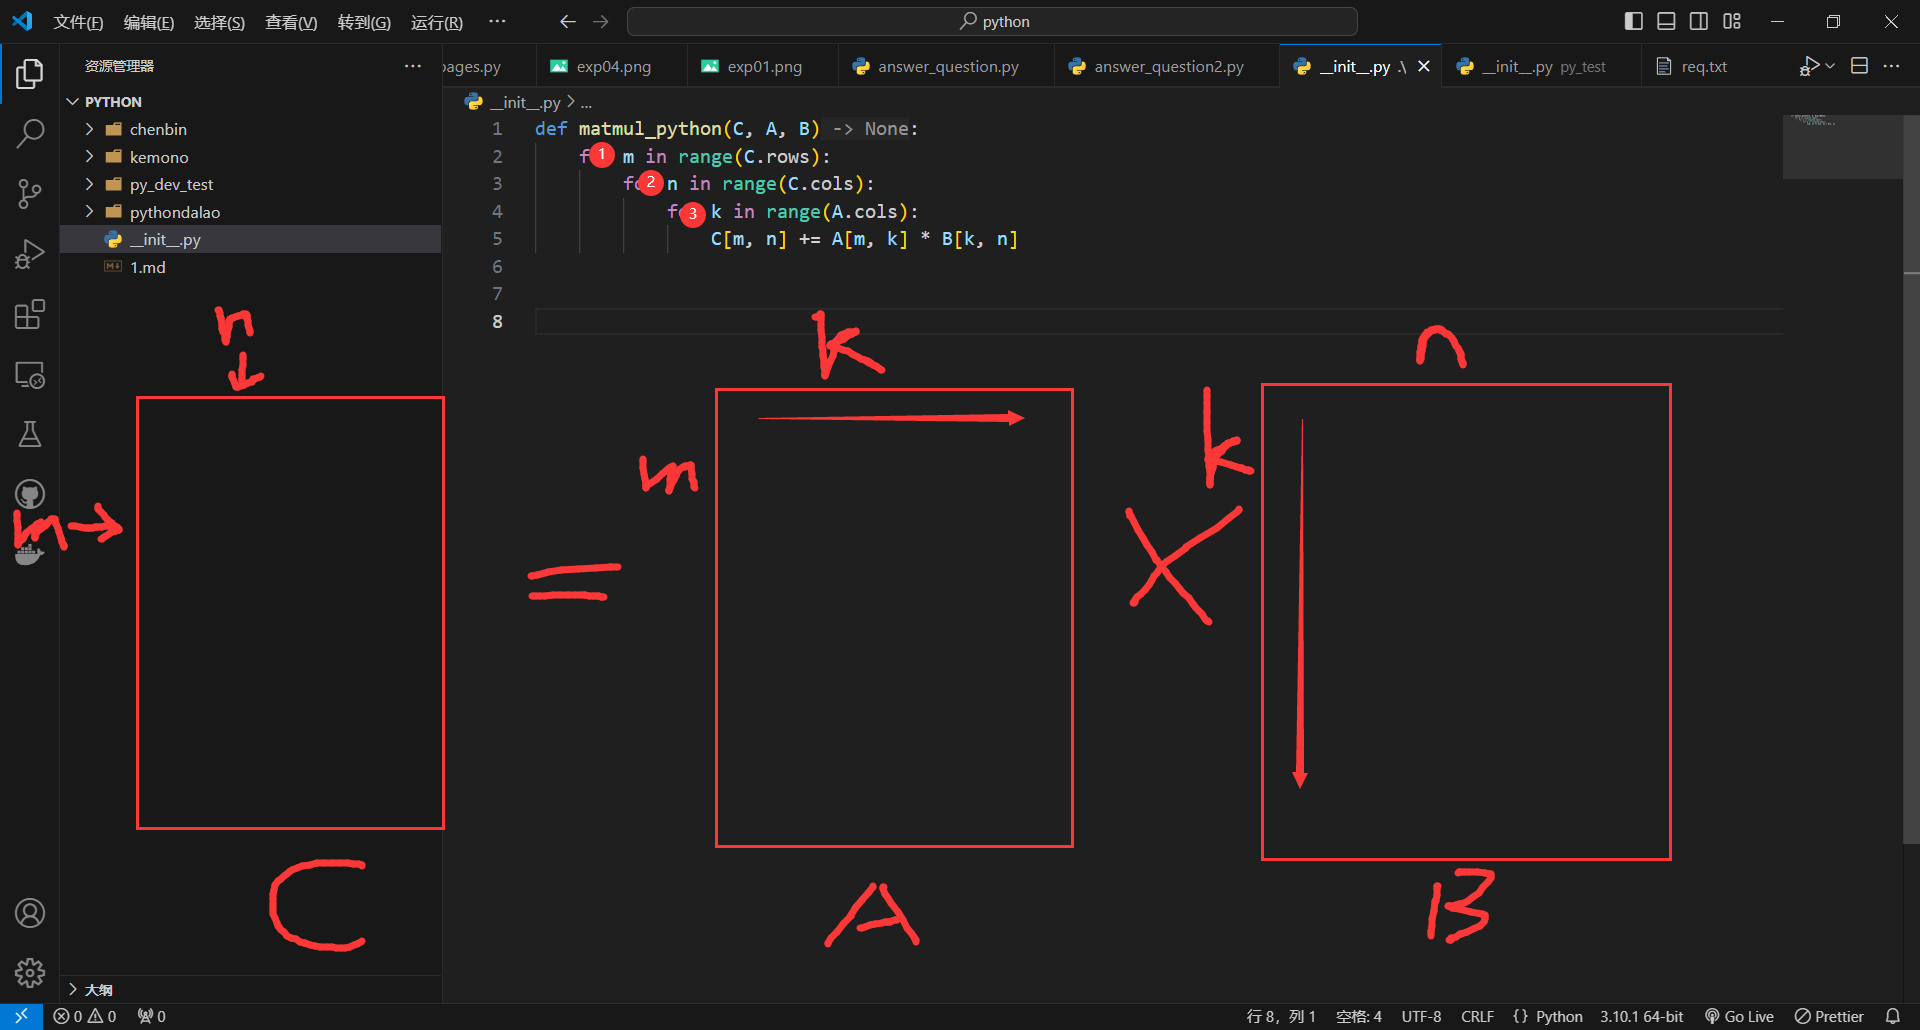 文件(F) 编辑(E) 选择(S) 查看(V) 转到(G) 运行(R) ··· python
资源管理器 ···
PYTHON
chenbin
kemono
py_dev_test
pythondalao
__init__.py
1.md
大纲
pages.py exp04.png exp01.png answer_question.py answer_question2.py __init__.py .\ __init__.py py_test req.txt ···
__init__.py > ...
1 def matmul_python(C, A, B) -> None:
2 f 1 m in range(C.rows):
3 fo 2 n in range(C.cols):
4 f 3 k in range(A.cols):
5 C[m, n] += A[m, k] * B[k, n]
6
7
8
n
k
n
m
m
k
=
X
C
A
B
0 0 0 行 8，列 1 空格: 4 UTF-8 CRLF {} Python 3.10.1 64-bit Go Live Prettier